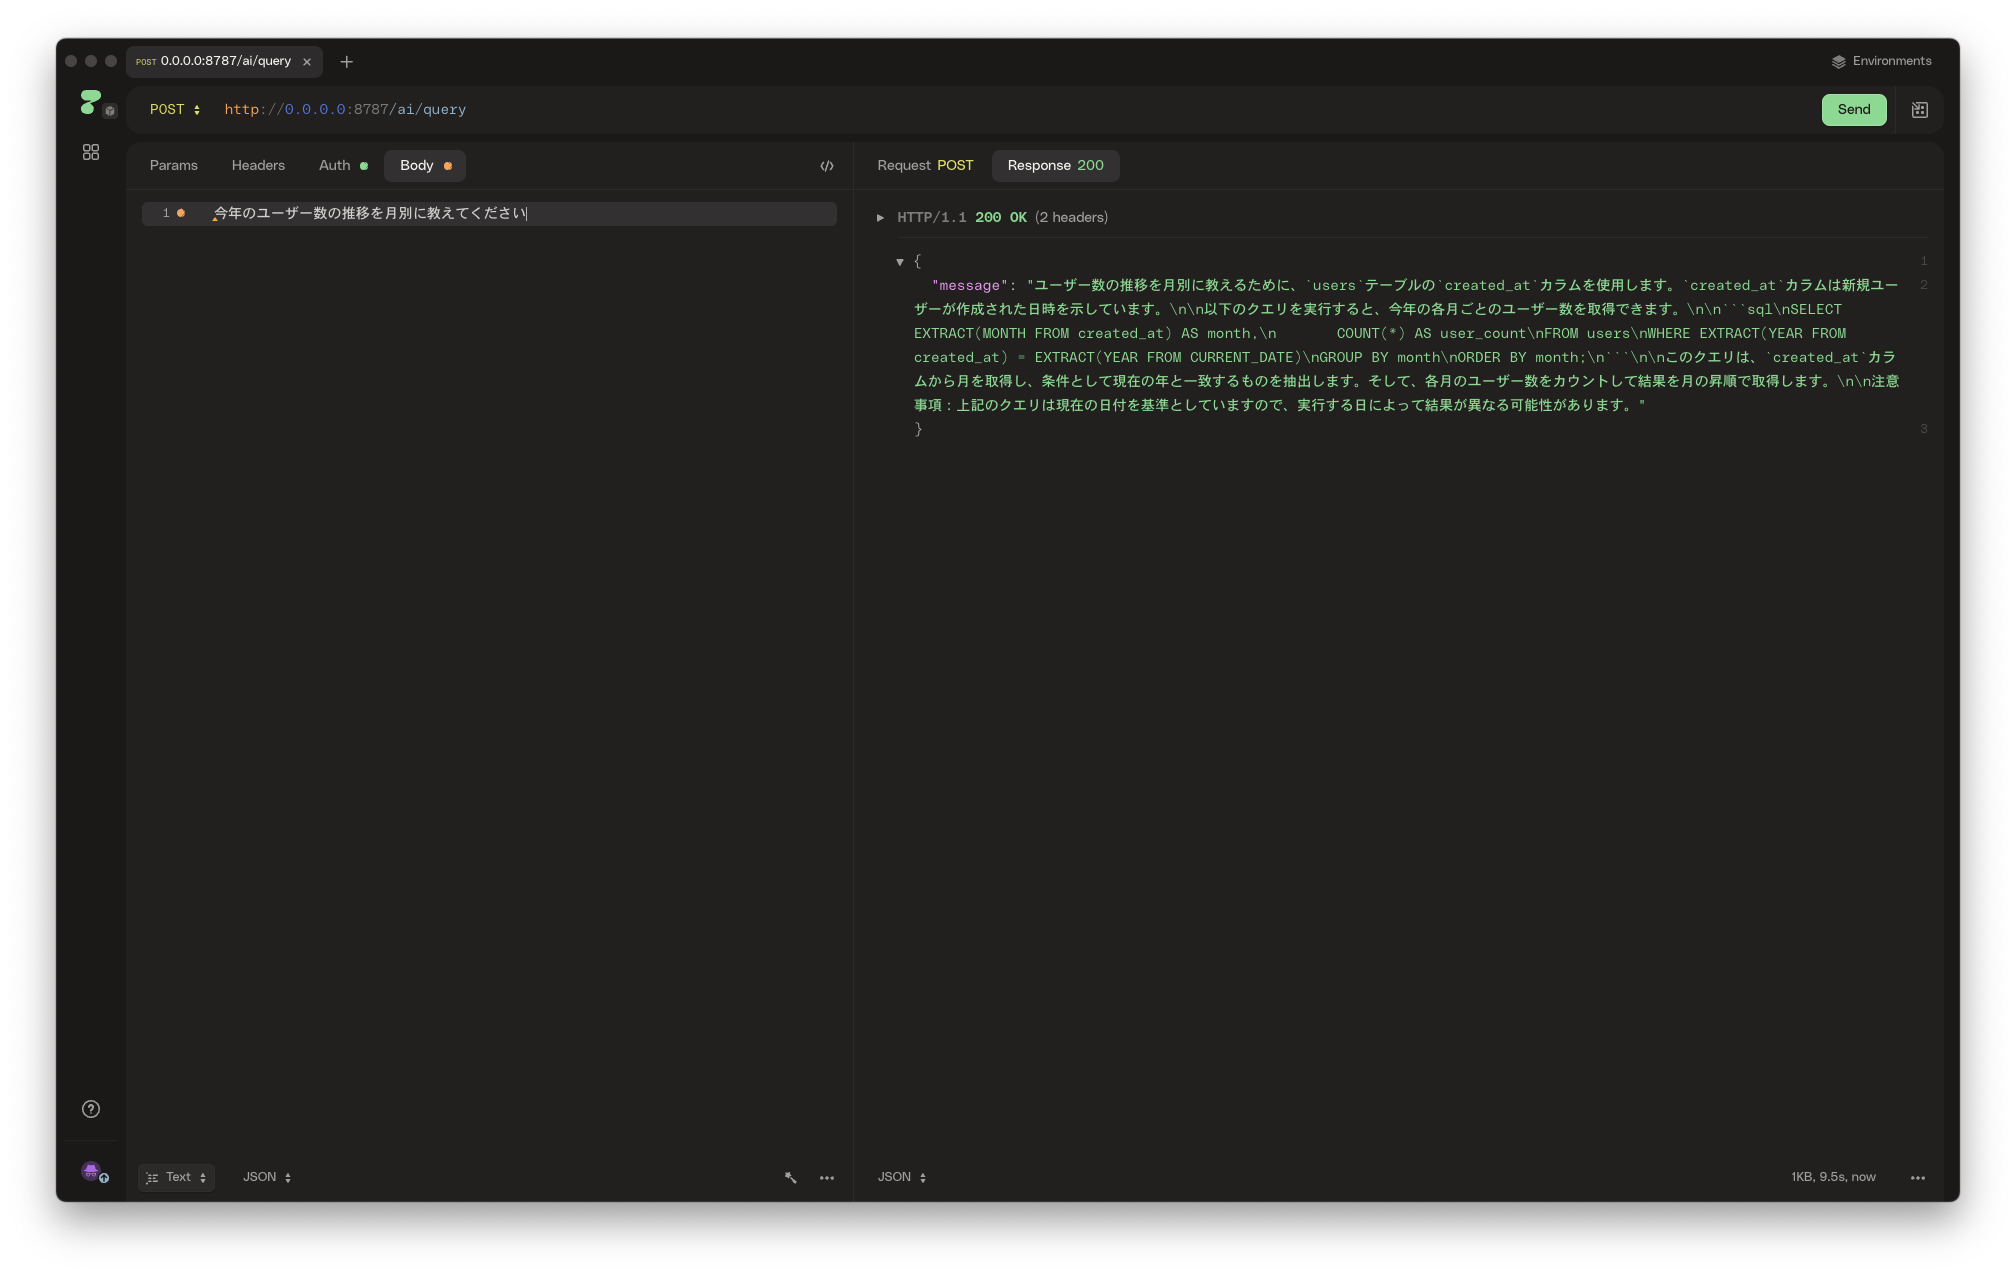 POST 0.0.0.0:8787/ai/query
Environments
POST http://0.0.0.0:8787/ai/query
Send
Params Headers Auth Body
Request POST Response 200
1 今年のユーザー数の推移を月別に教えてください
HTTP/1.1 200 OK (2 headers)
{ 1
"message": "ユーザー数の推移を月別に教えるために、`users`テーブルの`created_at`カラムを使用します。`created_at`カラムは新規ユー 2
ザーが作成された日時を示しています。\n\n以下のクエリを実行すると、今年の各月ごとのユーザー数を取得できます。\n\n```sql\nSELECT
EXTRACT(MONTH FROM created_at) AS month,\n       COUNT(*) AS user_count\nFROM users\nWHERE EXTRACT(YEAR FROM
created_at) = EXTRACT(YEAR FROM CURRENT_DATE)\nGROUP BY month\nORDER BY month;\n```\n\nこのクエリは、`created_at`カラ
ムから月を取得し、条件として現在の年と一致するものを抽出します。そして、各月のユーザー数をカウントして結果を月の昇順で取得します。\n\n注意
事項：上記のクエリは現在の日付を基準としていますので、実行する日によって結果が異なる可能性があります。"
} 3
Text JSON
JSON
1KB, 9.5s, now